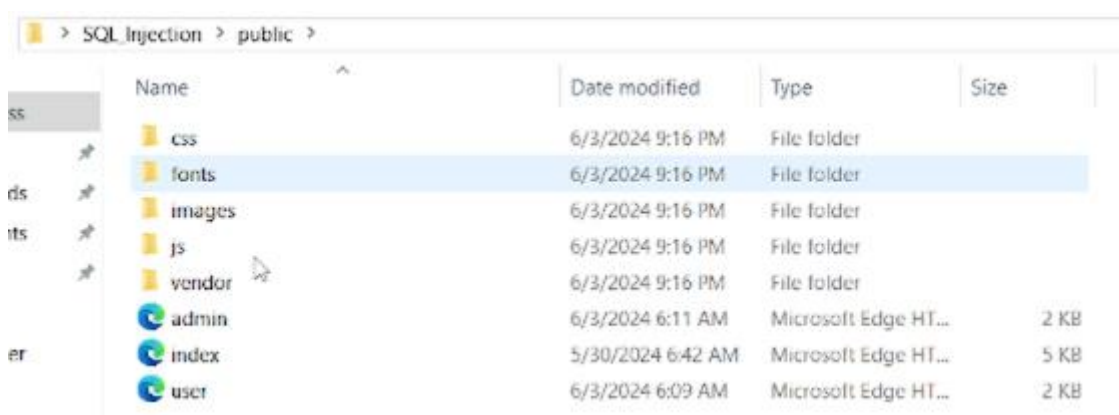 > SQL_Injection > public >
Name Date modified Type Size
ss
css 6/3/2024 9:16 PM File folder
fonts 6/3/2024 9:16 PM File folder
ds
images 6/3/2024 9:16 PM File folder
nts
js 6/3/2024 9:16 PM File folder
vendor 6/3/2024 9:16 PM File folder
admin 6/3/2024 6:11 AM Microsoft Edge HT... 2 KB
er index 5/30/2024 6:42 AM Microsoft Edge HT... 5 KB
user 6/3/2024 6:09 AM Microsoft Edge HT... 2 KB